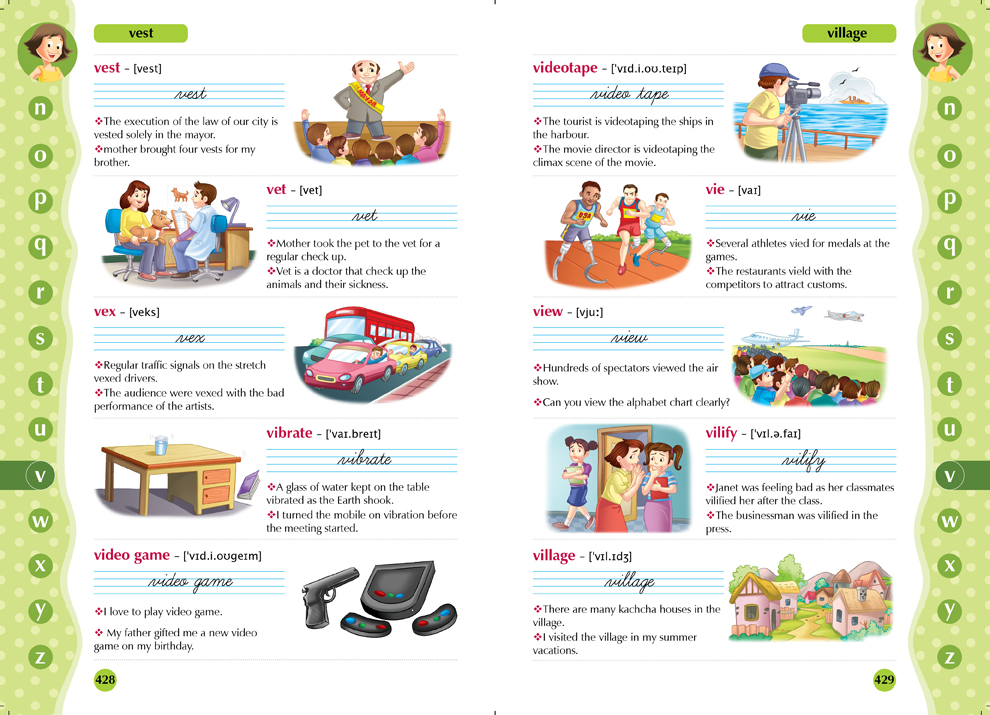 vest
vest – [vest]
vest
❖The execution of the law of our city is
vested solely in the mayor.
❖mother brought four vests for my
brother.
vet – [vet]
vet
❖Mother took the pet to the vet for a
regular check up.
❖Vet is a doctor that check up the
animals and their sickness.
vex – [veks]
vex
❖Regular traffic signals on the stretch
vexed drivers.
❖The audience were vexed with the bad
performance of the artists.
vibrate – ['vaɪ.breɪt]
vibrate
❖A glass of water kept on the table
vibrated as the Earth shook.
❖I turned the mobile on vibration before
the meeting started.
video game – ['vɪd.i.oʊgeɪm]
video game
❖I love to play video game.
❖ My father gifted me a new video
game on my birthday.
428
n
o
p
q
r
s
t
u
v
w
x
y
z
village
videotape – ['vɪd.i.oʊ.teɪp]
video tape
❖The tourist is videotaping the ships in
the harbour.
❖The movie director is videotaping the
climax scene of the movie.
vie – [vaɪ]
vie
USA
❖Several athletes vied for medals at the
games.
❖The restaurants vield with the
competitors to attract customs.
view – [vjuː]
view
❖Hundreds of spectators viewed the air
show.
❖Can you view the alphabet chart clearly?
vilify – ['vɪl.ə.faɪ]
vilify
❖Janet was feeling bad as her classmates
vilified her after the class.
❖The businessman was vilified in the
press.
village – ['vɪl.ɪdʒ]
village
❖There are many kachcha houses in the
village.
❖I visited the village in my summer
vacations.
429
n
o
p
q
r
s
t
u
v
w
x
y
z